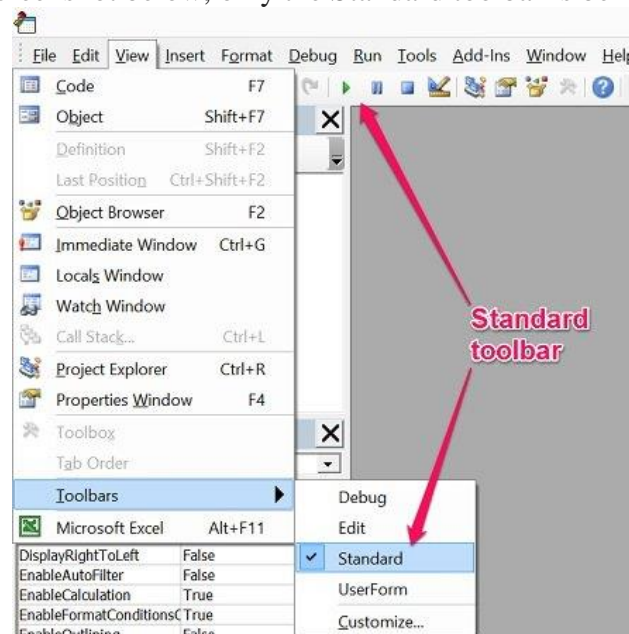 File Edit View Insert Format Debug Run Tools Add-Ins Window Help
Code F7
Object Shift+F7
Definition Shift+F2
Last Position Ctrl+Shift+F2
Object Browser F2
Immediate Window Ctrl+G
Locals Window
Watch Window
Call Stack... Ctrl+L
Project Explorer Ctrl+R
Properties Window F4
Toolbox
Tab Order
Toolbars
Microsoft Excel Alt+F11
Standard
toolbar
Debug
Edit
Standard
UserForm
Customize...
DisplayRightToLeft False
EnableAutoFilter False
EnableCalculation True
EnableFormatConditionsC True